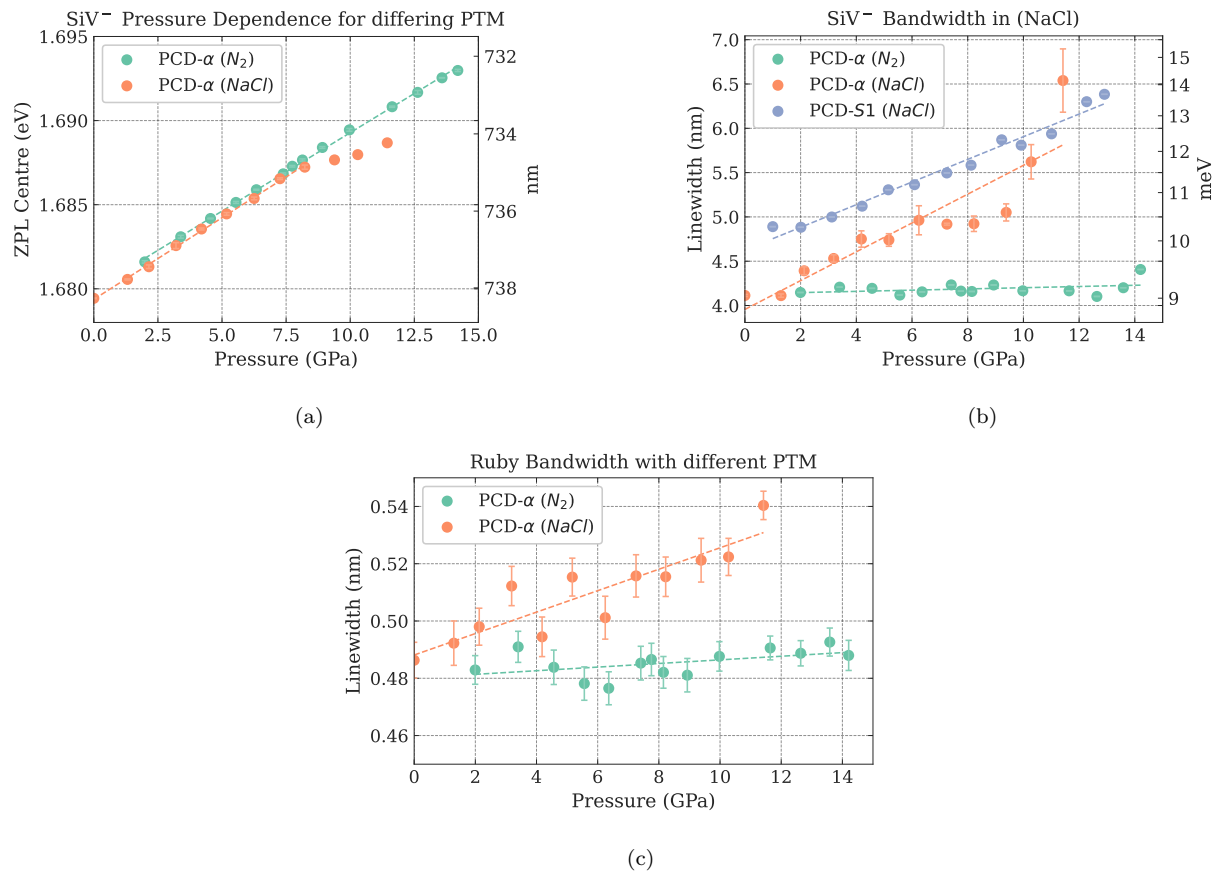 SiV⁻ Pressure Dependence for differing PTM
1.695
1.690
1.685
1.680
ZPL Centre (eV)
PCD-α (N₂)
PCD-α (NaCl)
732
734
736
738
nm
0.0 2.5 5.0 7.5 10.0 12.5 15.0
Pressure (GPa)
(a)
SiV⁻ Bandwidth in (NaCl)
7.0
6.5
6.0
5.5
5.0
4.5
4.0
Linewidth (nm)
PCD-α (N₂)
PCD-α (NaCl)
PCD-S1 (NaCl)
15
14
13
12
11
10
9
meV
0 2 4 6 8 10 12 14
Pressure (GPa)
(b)
Ruby Bandwidth with different PTM
0.54
0.52
0.50
0.48
0.46
Linewidth (nm)
PCD-α (N₂)
PCD-α (NaCl)
0 2 4 6 8 10 12 14
Pressure (GPa)
(c)